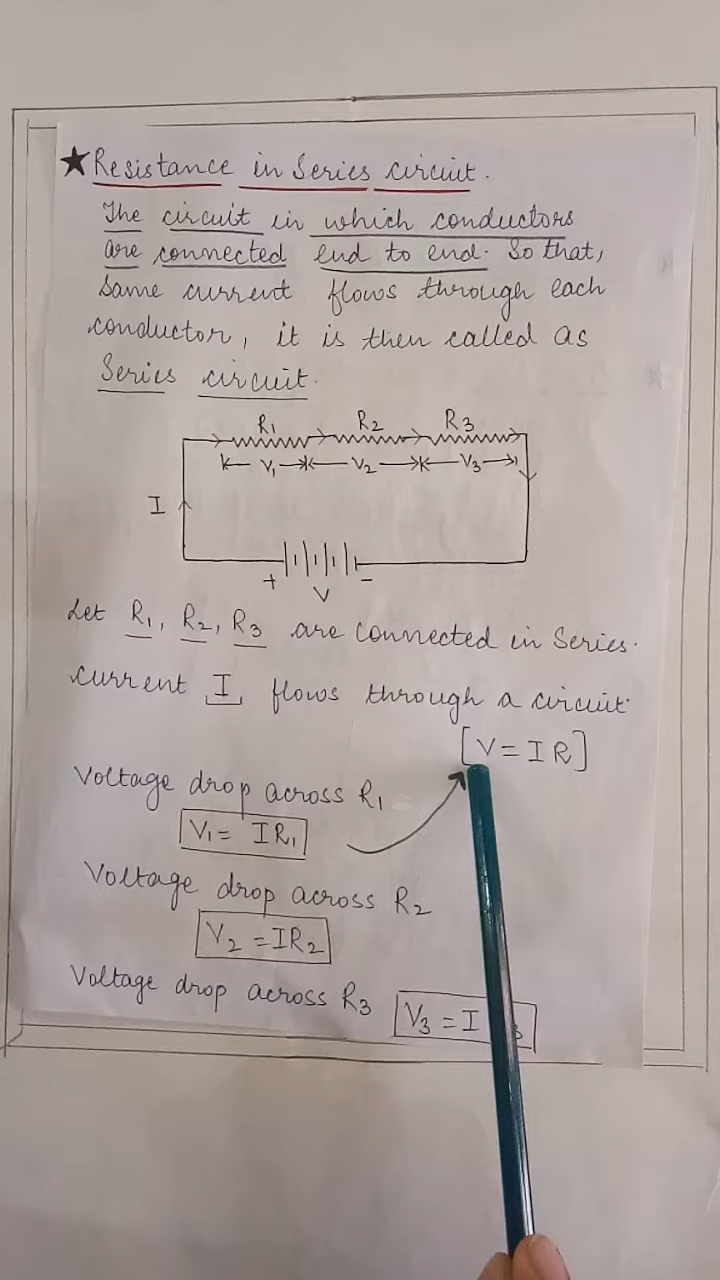 ★ Resistance in Series circuit.
The circuit in which conductors
are connected end to end. So that,
same current flows through each
conductor, it is then called as
Series circuit.
R1 R2 R3
V1 V2 V3
I
+ -
V
Let R1, R2, R3 are connected in Series.
current I flows through a circuit.
[V = IR]
Voltage drop across R1
V1 = IR1
Voltage drop across R2
V2 = IR2
Voltage drop across R3 V3 = I